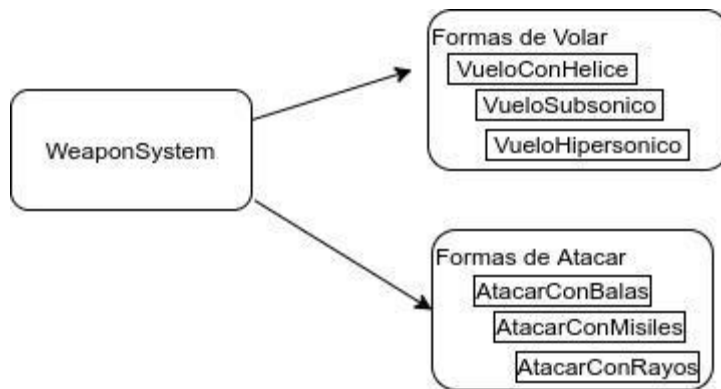 WeaponSystem
Formas de Volar
VueloConHelice
VueloSubsonico
VueloHipersonico
Formas de Atacar
AtacarConBalas
AtacarConMisiles
AtacarConRayos